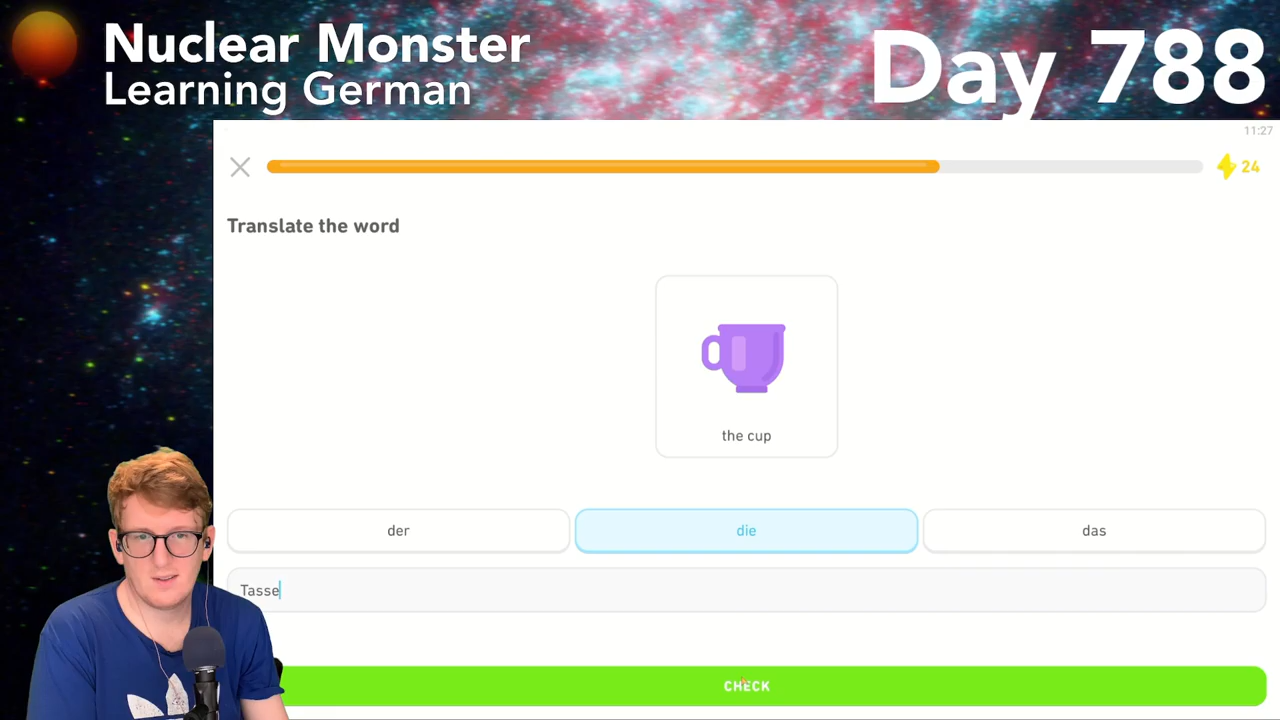 Nuclear Monster
Learning German
Day 788
11:27
24
Translate the word
the cup
der
die
das
Tasse
CHECK